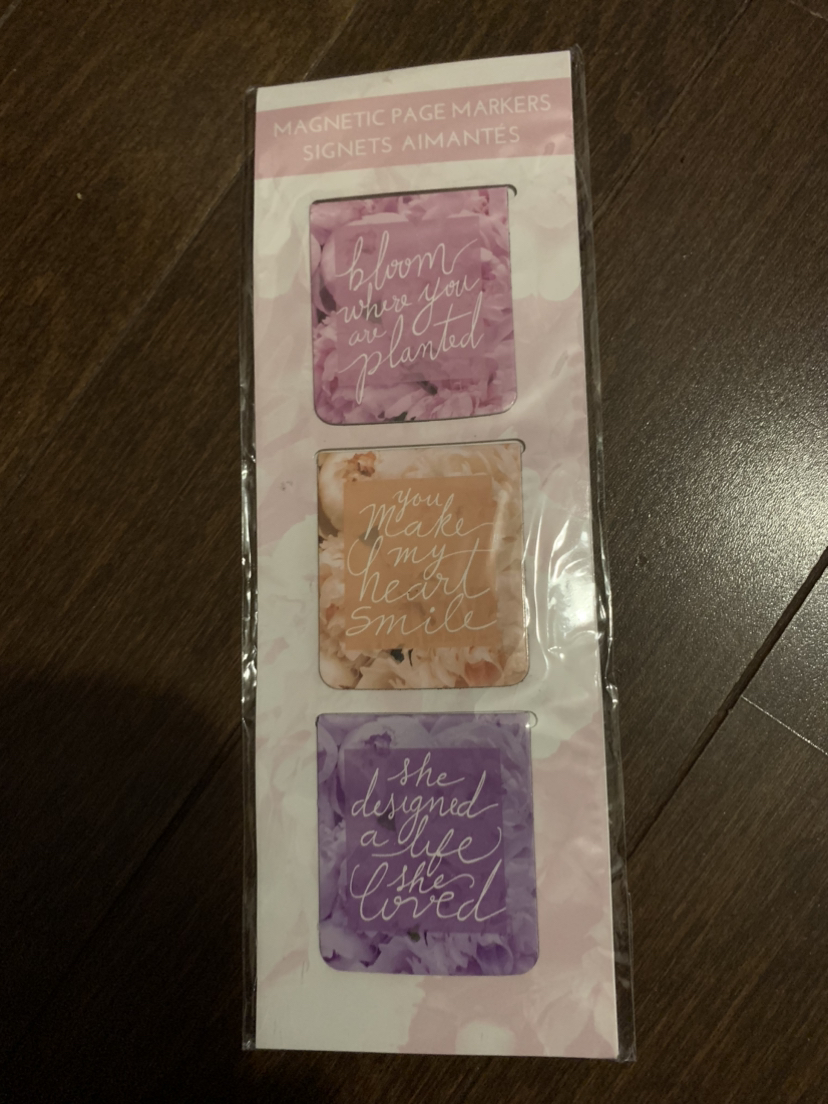 MAGNETIC PAGE MARKERS
SIGNETS AIMANTÉS
bloom
where you
are
planted
you
make
my
heart
smile
she
designed
a life
she
loved